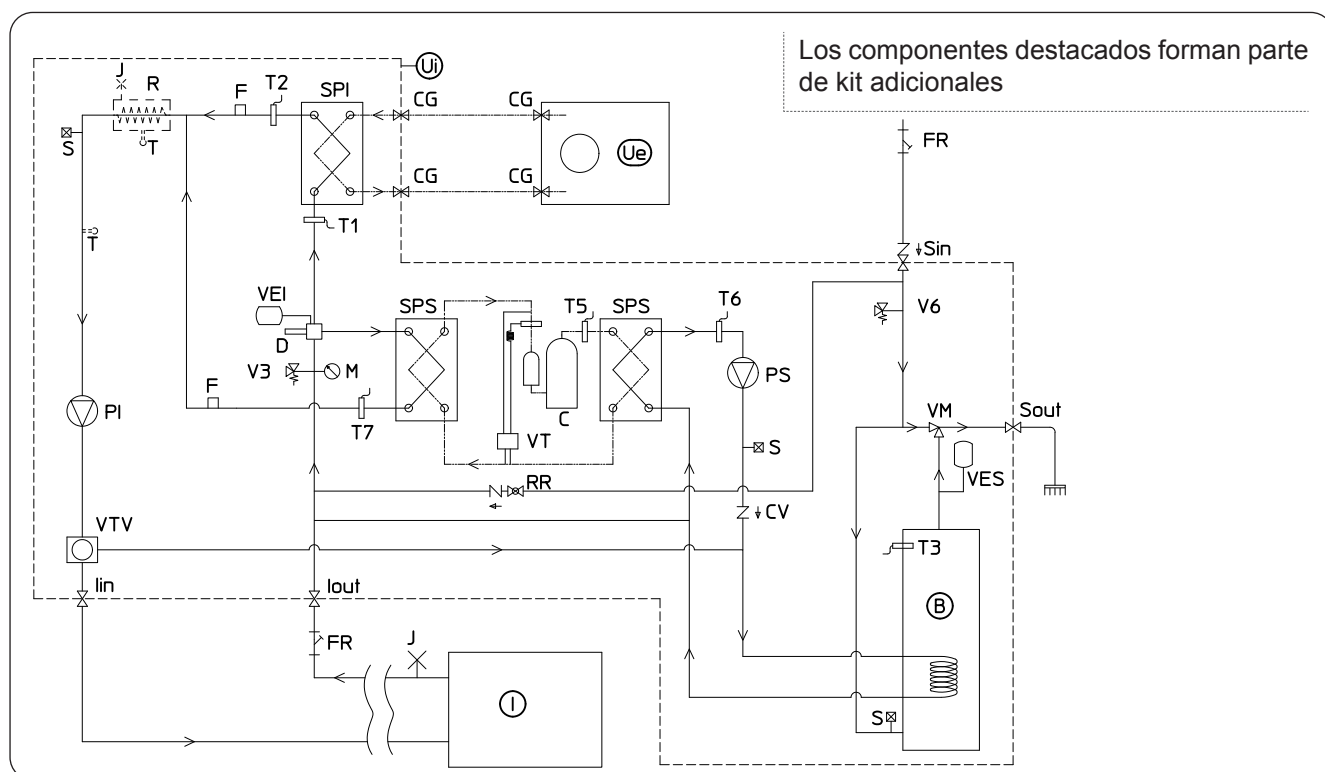 Los componentes destacados forman parte
de kit adicionales
Ui
J
R
F
T2
SPI
CG
CG
Ue
FR
S
T
CG
CG
T1
T
Sin
VEI
SPS
T5
SPS
T6
V6
D
V3
M
PS
F
PI
T7
C
VT
VM
Sout
S
VES
RR
VTV
CV
T3
Iin
Iout
B
FR
J
I
S